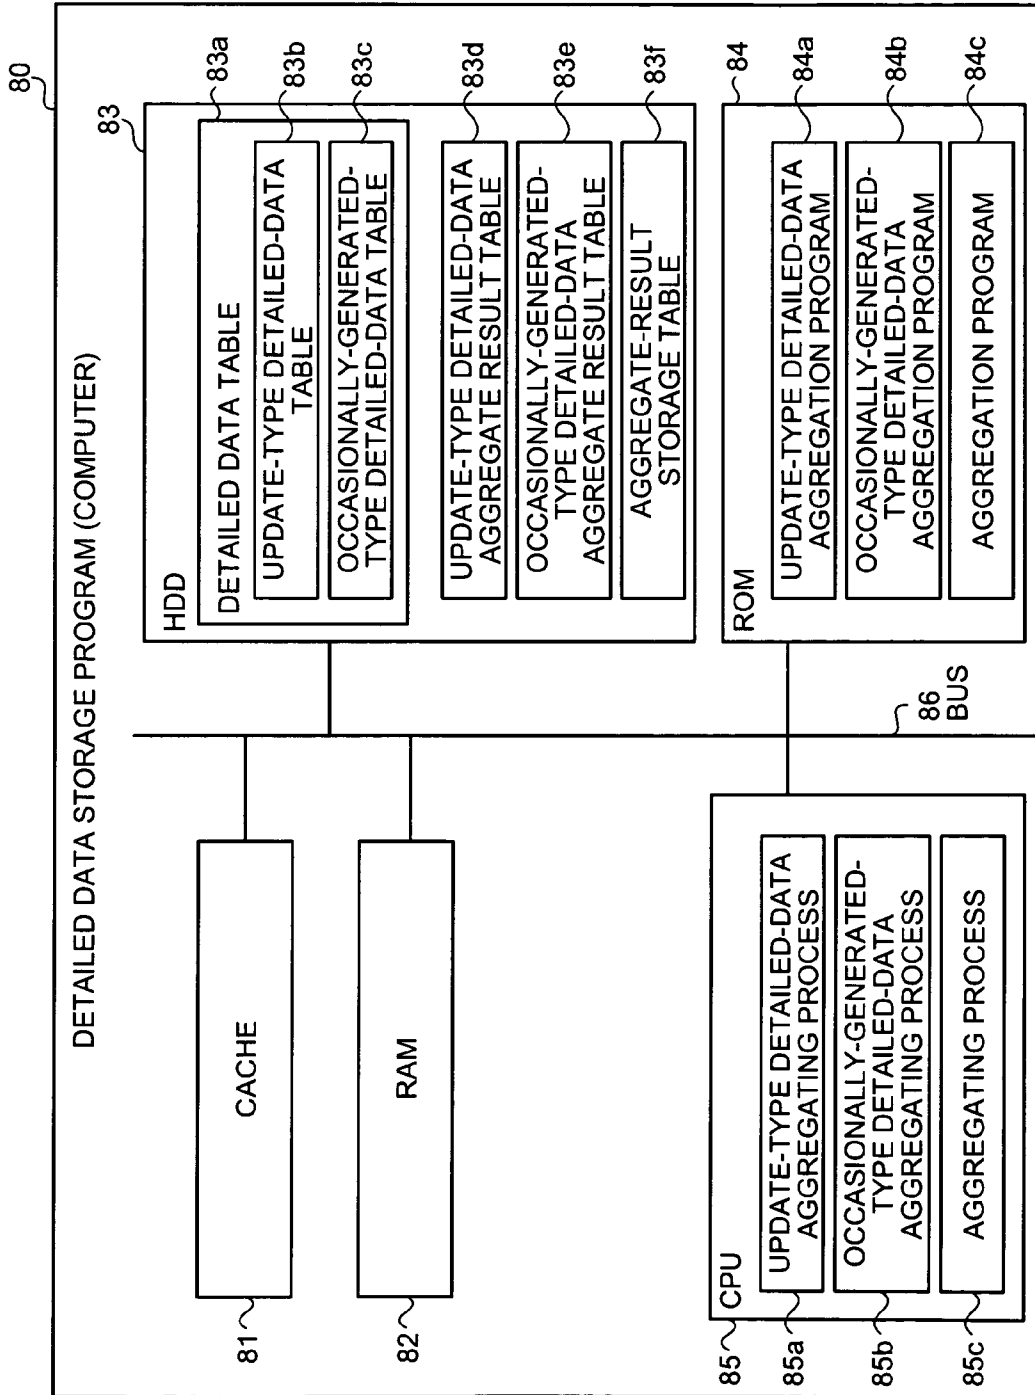 80
DETAILED DATA STORAGE PROGRAM (COMPUTER)
81
CACHE
82
RAM
83
HDD
83a
DETAILED DATA TABLE
83b
UPDATE-TYPE DETAILED-DATA
TABLE
83c
OCCASIONALLY-GENERATED-
TYPE DETAILED-DATA TABLE
83d
UPDATE-TYPE DETAILED-DATA
AGGREGATE RESULT TABLE
83e
OCCASIONALLY-GENERATED-
TYPE DETAILED-DATA
AGGREGATE RESULT TABLE
83f
AGGREGATE-RESULT
STORAGE TABLE
86
BUS
85
CPU
85a
UPDATE-TYPE DETAILED-DATA
AGGREGATING PROCESS
85b
OCCASIONALLY-GENERATED-
TYPE DETAILED-DATA
AGGREGATING PROCESS
85c
AGGREGATING PROCESS
84
ROM
84a
UPDATE-TYPE DETAILED-DATA
AGGREGATION PROGRAM
84b
OCCASIONALLY-GENERATED-
TYPE DETAILED-DATA
AGGREGATION PROGRAM
84c
AGGREGATION PROGRAM